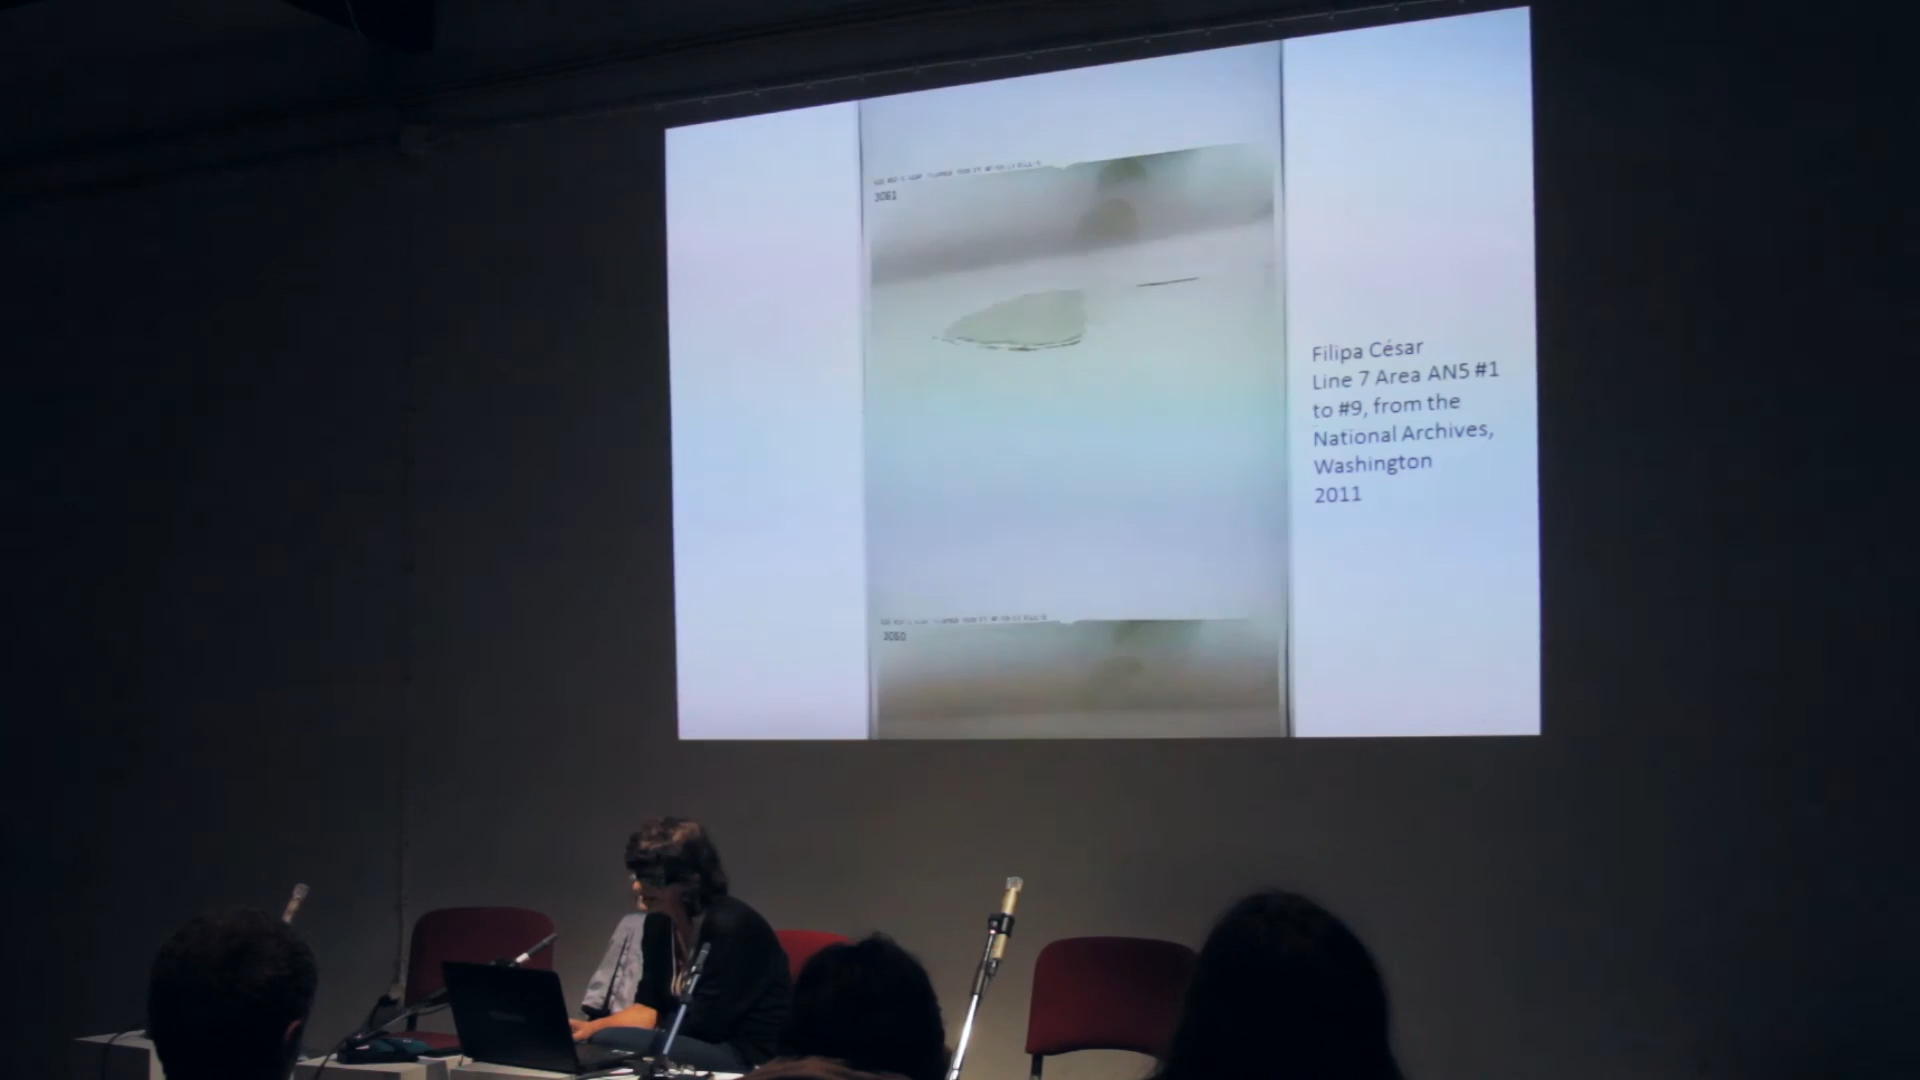 3061
Filipa César
Line 7 Area AN5 #1
to #9, from the
National Archives,
Washington
2011
3060